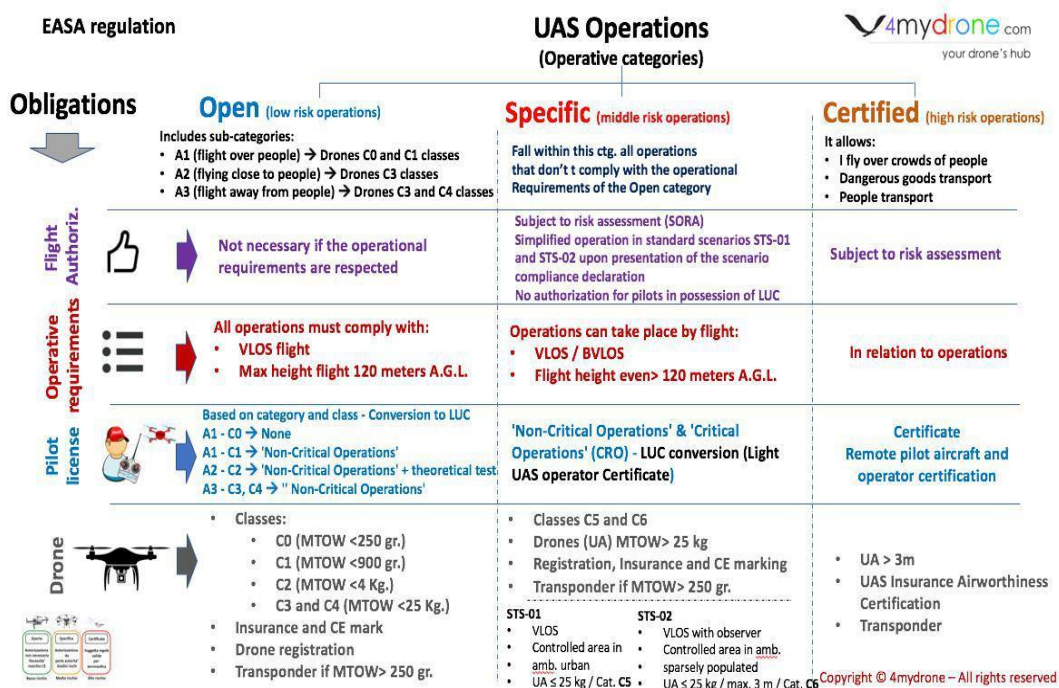 EASA regulation
UAS Operations
(Operative categories)
4mydrone.com
your drone's hub
Obligations
Open (low risk operations)
Includes sub-categories:
• A1 (flight over people) → Drones C0 and C1 classes
• A2 (flying close to people) → Drones C3 classes
• A3 (flight away from people) → Drones C3 and C4 classes
Specific (middle risk operations)
Fall within this ctg. all operations
that don't t comply with the operational
Requirements of the Open category
Certified (high risk operations)
It allows:
• I fly over crowds of people
• Dangerous goods transport
• People transport
Flight
Authoriz.
Not necessary if the operational
requirements are respected
Subject to risk assessment (SORA)
Simplified operation in standard scenarios STS-01
and STS-02 upon presentation of the scenario
compliance declaration
No authorization for pilots in possession of LUC
Subject to risk assessment
Operative
requirements
All operations must comply with:
• VLOS flight
• Max height flight 120 meters A.G.L.
Operations can take place by flight:
• VLOS / BVLOS
• Flight height even> 120 meters A.G.L.
In relation to operations
Pilot
license
Based on category and class - Conversion to LUC
A1 - C0 → None
A1 - C1 → 'Non-Critical Operations'
A2 - C2 → 'Non-Critical Operations' + theoretical test
A3 - C3, C4 → " Non-Critical Operations'
'Non-Critical Operations' & 'Critical
Operations' (CRO) - LUC conversion (Light
UAS operator Certificate)
Certificate
Remote pilot aircraft and
operator certification
Drone
• Classes:
• C0 (MTOW <250 gr.)
• C1 (MTOW <900 gr.)
• C2 (MTOW <4 Kg.)
• C3 and C4 (MTOW <25 Kg.)
• Insurance and CE mark
• Drone registration
• Transponder if MTOW> 250 gr.
• Classes C5 and C6
• Drones (UA) MTOW> 25 kg
• Registration, Insurance and CE marking
• Transponder if MTOW> 250 gr.
STS-01
• VLOS
• Controlled area in
• amb. urban
• UA ≤ 25 kg / Cat. C5
STS-02
• VLOS with observer
• Controlled area in amb.
• sparsely populated
• UA ≤ 25 kg / max. 3 m / Cat. C6
• UA > 3m
• UAS Insurance Airworthiness
Certification
• Transponder
Copyright © 4mydrone – All rights reserved